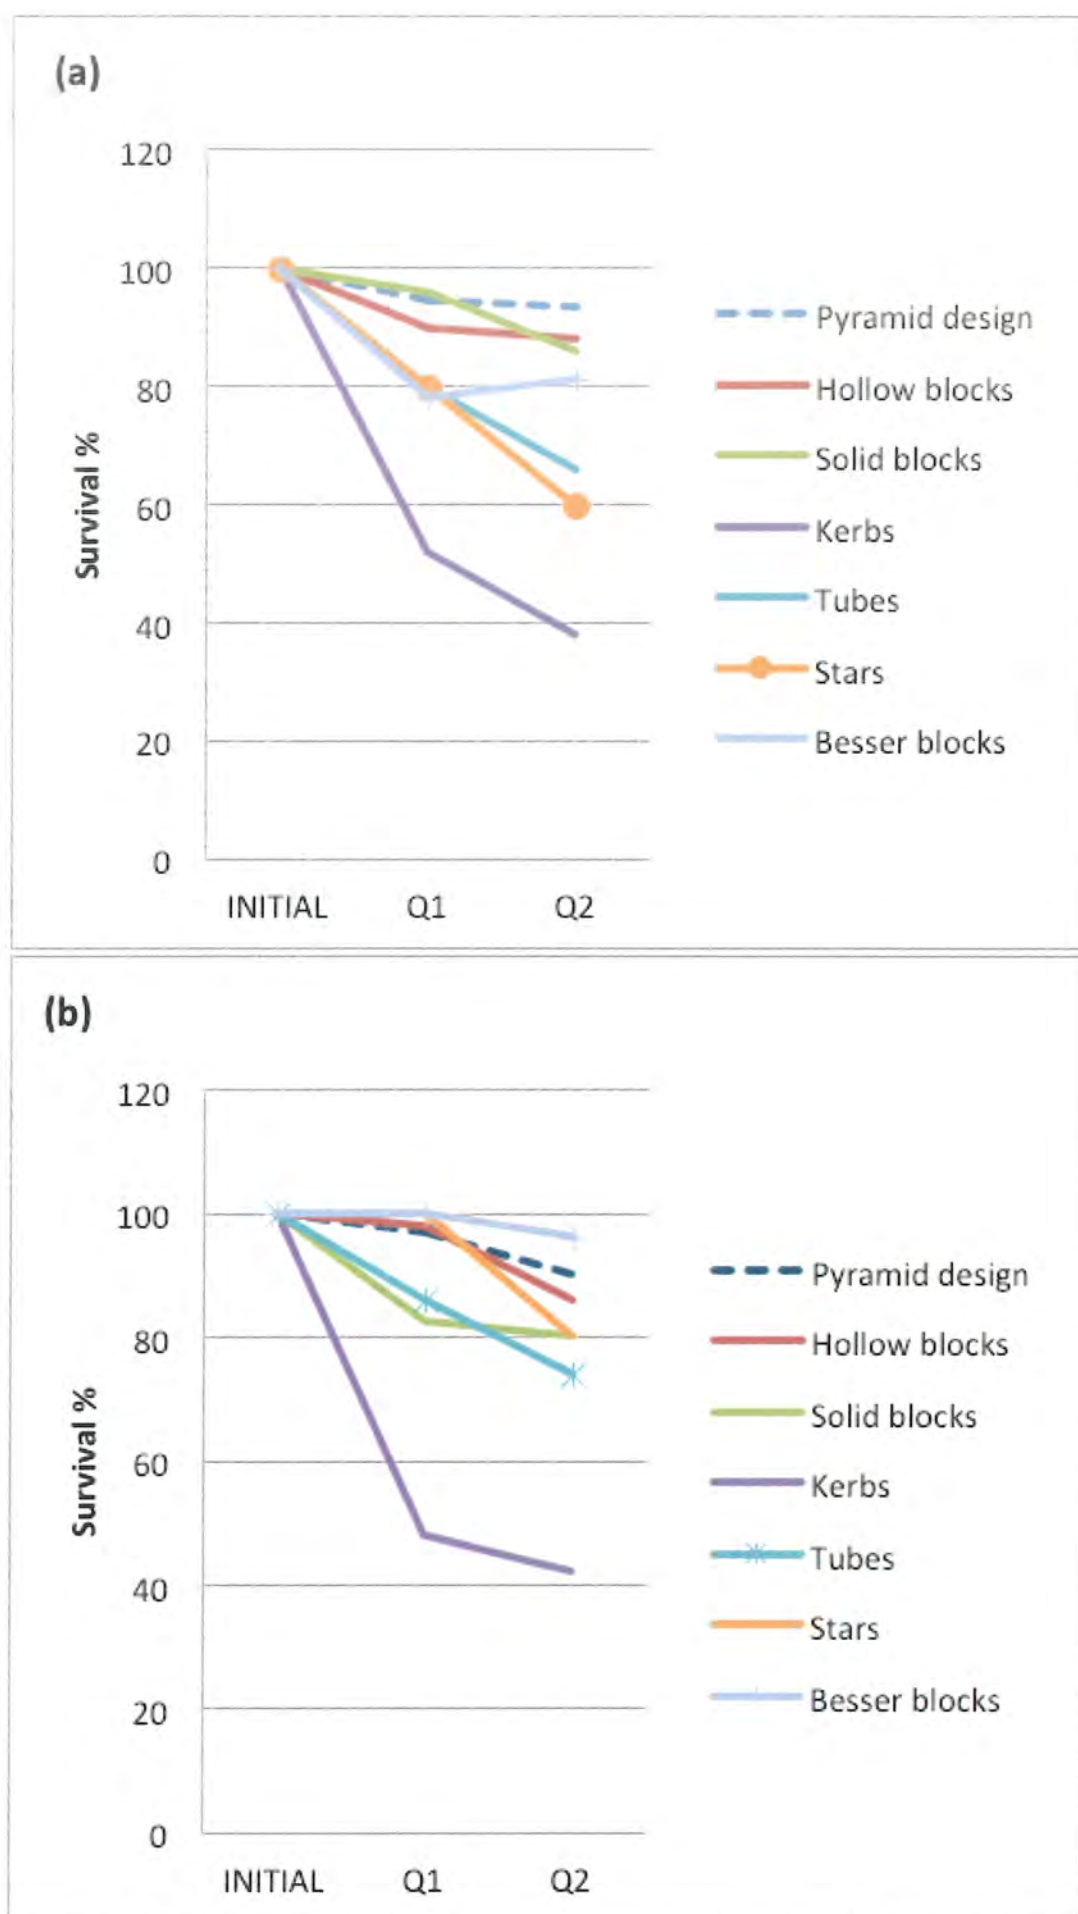 (a)
120
100
80
60
40
20
0
Survival %
INITIAL Q1 Q2
Pyramid design
Hollow blocks
Solid blocks
Kerbs
Tubes
Stars
Besser blocks
(b)
120
100
80
60
40
20
0
Survival %
INITIAL Q1 Q2
Pyramid design
Hollow blocks
Solid blocks
Kerbs
Tubes
Stars
Besser blocks